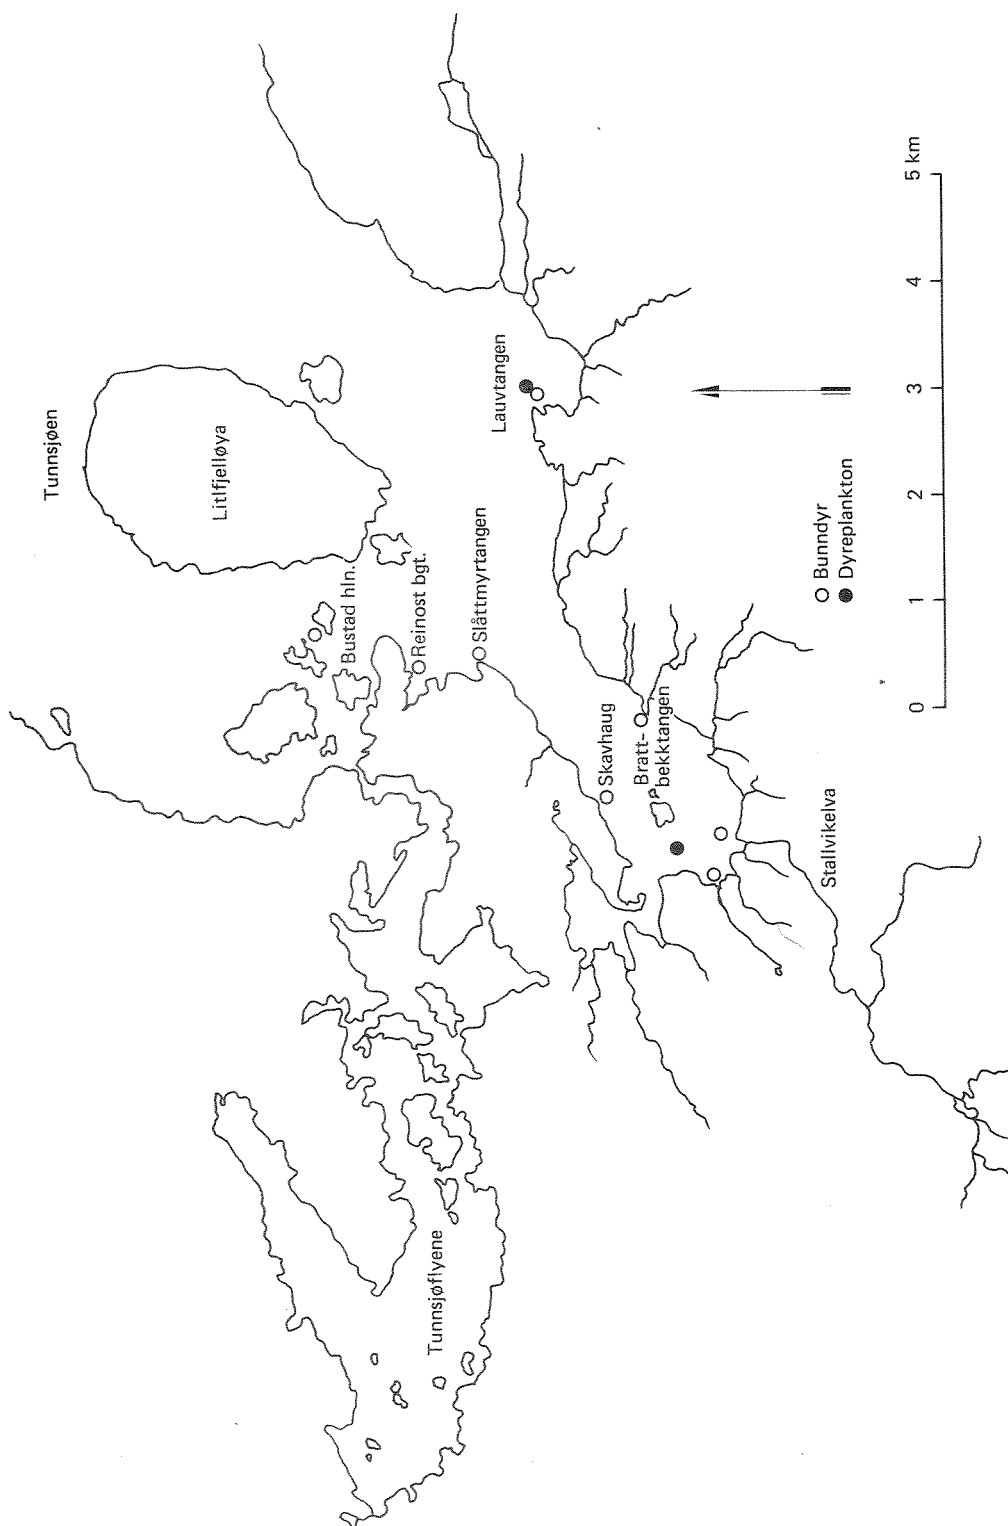 Tunnsjøen
Litlfjelløya
Bustad hln.
Reinost bgt.
Slåttmyrtangen
Lauvtangen
Skavhaug
Bratt-
bekktangen
Tunnsjøflyene
Stallvikelva
Bunndyr
Dyreplankton
0 1 2 3 4 5 km